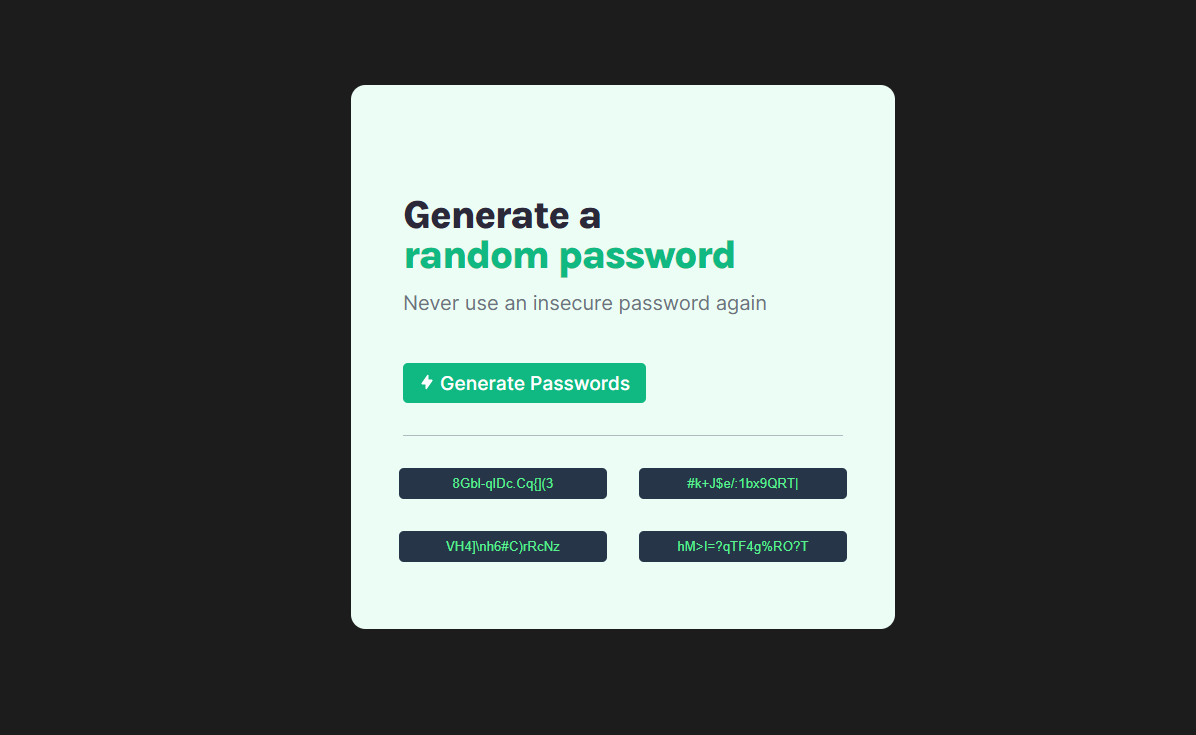 Generate a
random password
Never use an insecure password again
Generate Passwords
8Gbl-qIDc.Cq{](3
#k+J$e/:1bx9QRT|
VH4]\nh6#C)rRcNz
hM>I=?qTF4g%RO?T